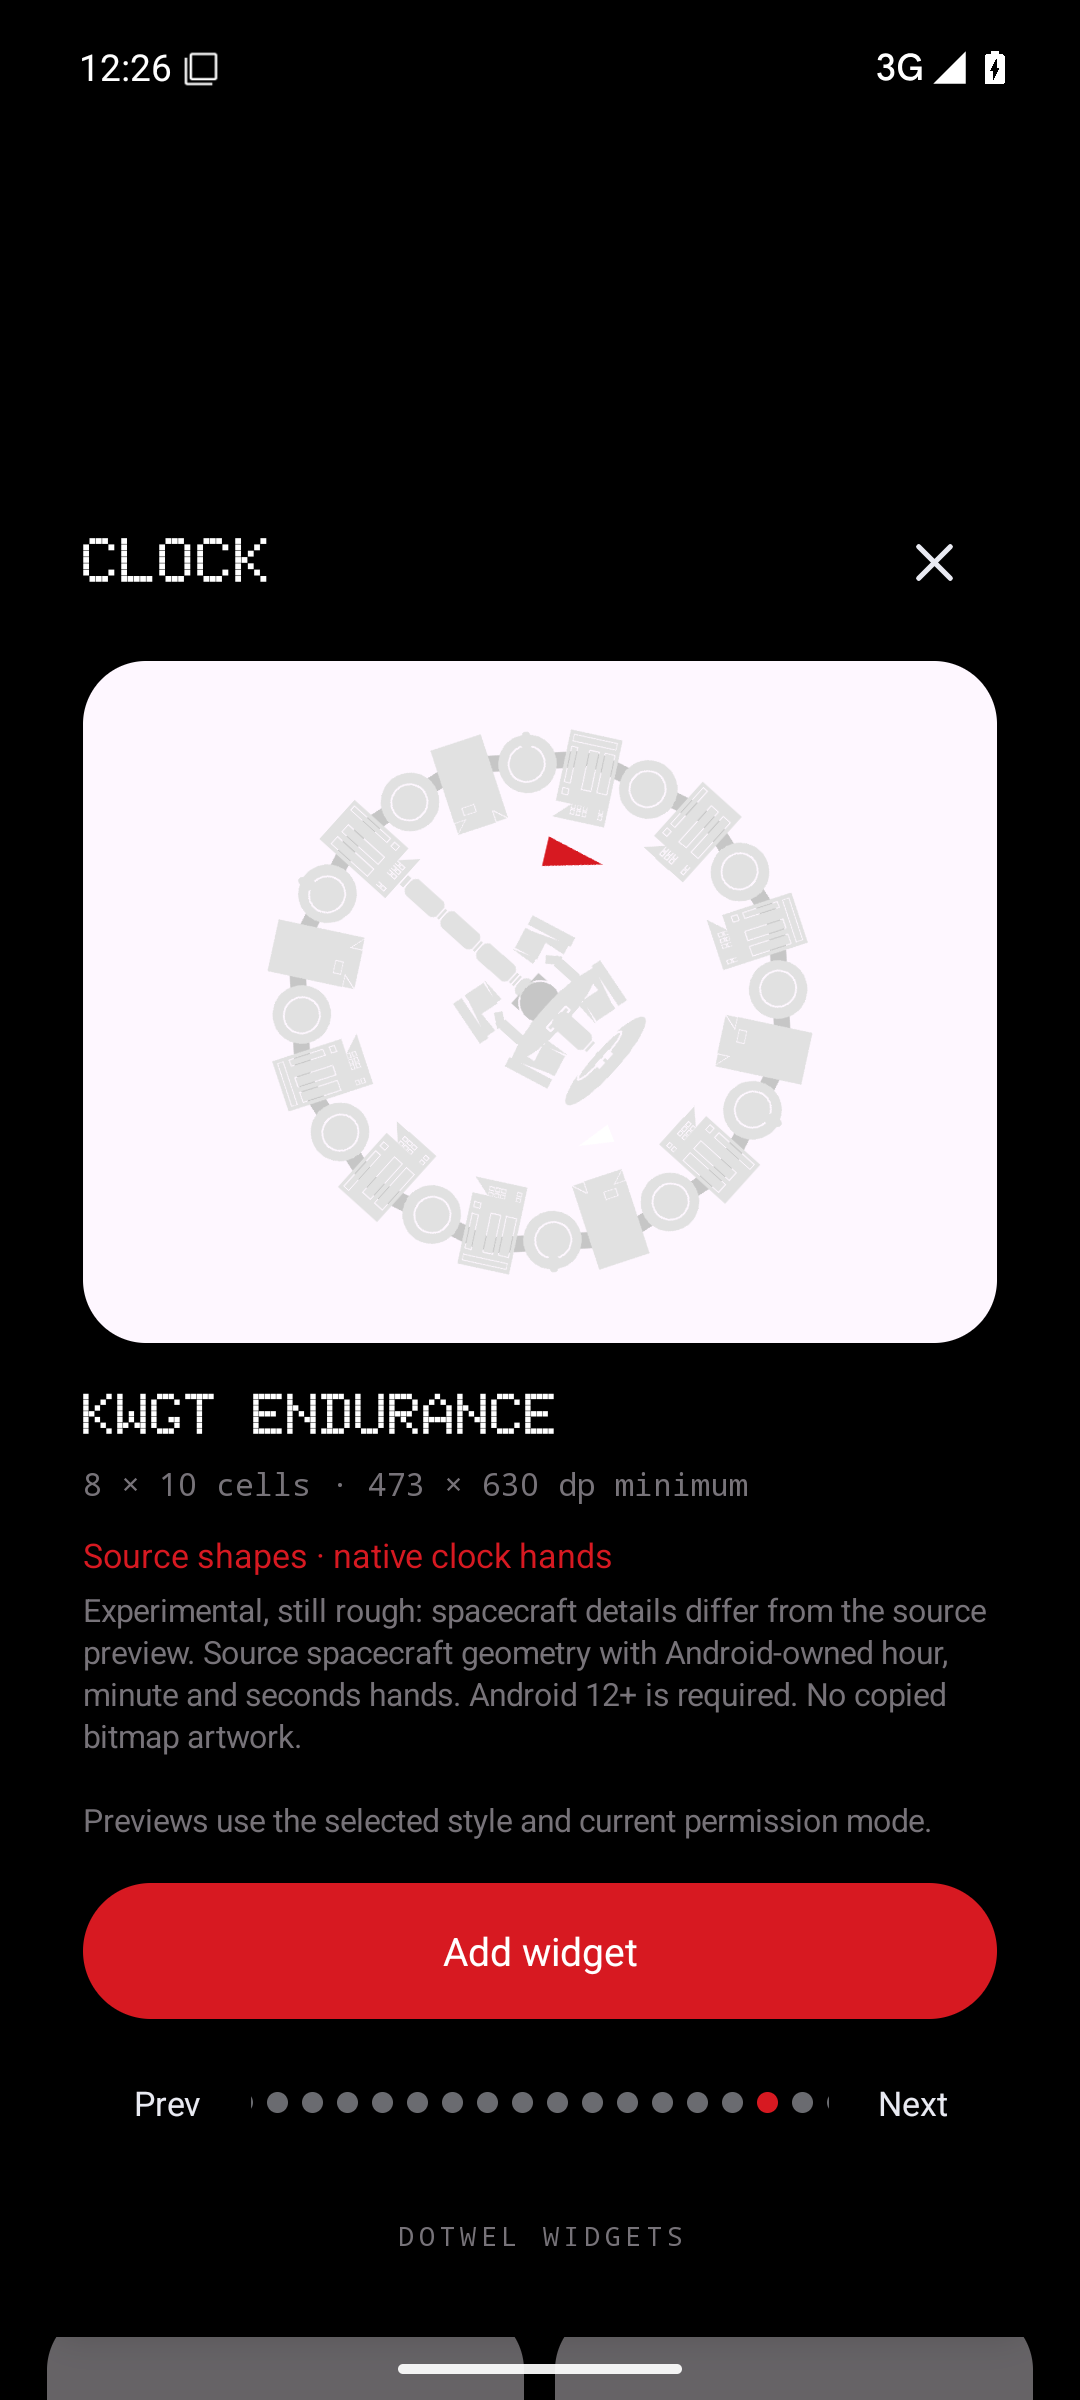 12:26
3G
CLOCK
KWGT ENDURANCE
8 × 10 cells · 473 × 630 dp minimum
Source shapes · native clock hands
Experimental, still rough: spacecraft details differ from the source
preview. Source spacecraft geometry with Android-owned hour,
minute and seconds hands. Android 12+ is required. No copied
bitmap artwork.
Previews use the selected style and current permission mode.
Add widget
Prev
Next
DOTWEL WIDGETS